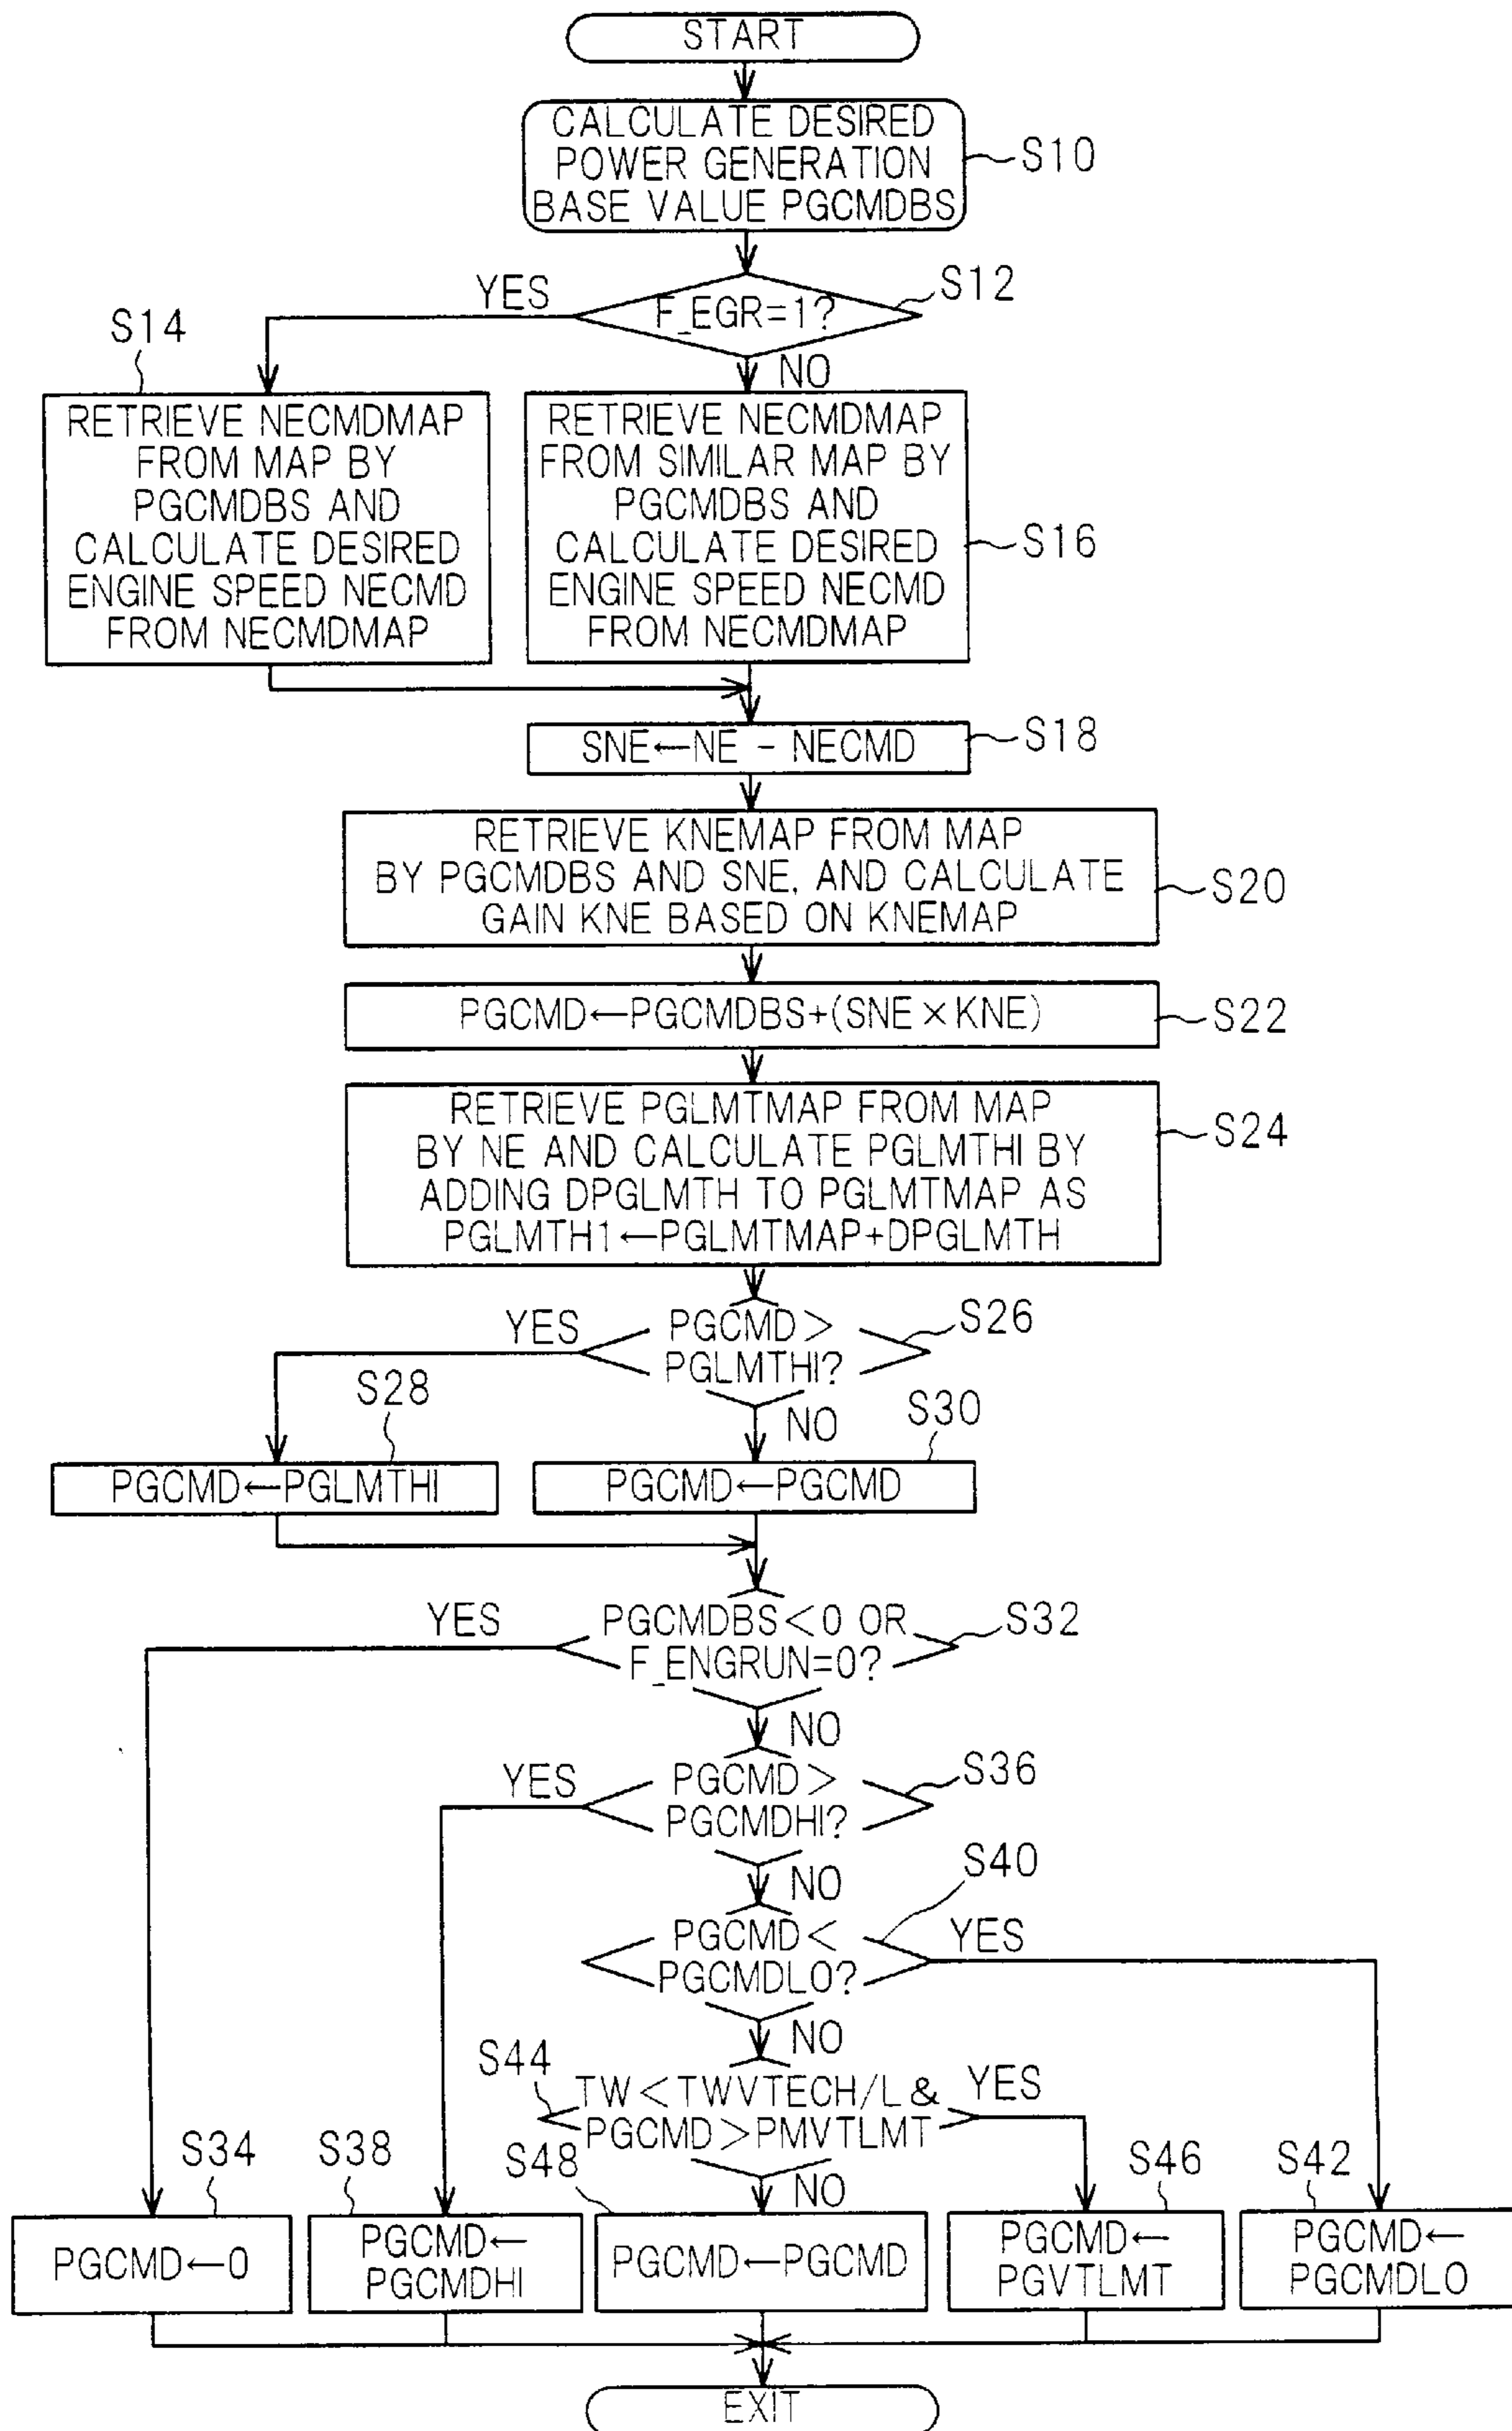 START
CALCULATE DESIRED
POWER GENERATION
BASE VALUE PGCMDBS
S10
F_EGR=1?
S12
YES
NO
S14
RETRIEVE NECMDMAP
FROM MAP BY
PGCMDBS AND
CALCULATE DESIRED
ENGINE SPEED NECMD
FROM NECMDMAP
RETRIEVE NECMDMAP
FROM SIMILAR MAP BY
PGCMDBS AND
CALCULATE DESIRED
ENGINE SPEED NECMD
FROM NECMDMAP
S16
SNE←NE - NECMD
S18
RETRIEVE KNEMAP FROM MAP
BY PGCMDBS AND SNE, AND CALCULATE
GAIN KNE BASED ON KNEMAP
S20
PGCMD←PGCMDBS+(SNE×KNE)
S22
RETRIEVE PGLMTMAP FROM MAP
BY NE AND CALCULATE PGLMTHI BY
ADDING DPGLMTH TO PGLMTMAP AS
PGLMTH1←PGLMTMAP+DPGLMTH
S24
PGCMD>
PGLMTHI?
S26
YES
NO
S28
PGCMD←PGLMTHI
S30
PGCMD←PGCMD
PGCMDBS<0 OR
F_ENGRUN=0?
S32
YES
NO
PGCMD>
PGCMDHI?
S36
YES
NO
PGCMD<
PGCMDLO?
S40
YES
NO
S44
TW<TWVTECH/L &
PGCMD>PMVTLMT
YES
NO
S34
PGCMD←0
S38
PGCMD←
PGCMDHI
S48
PGCMD←PGCMD
S46
PGCMD←
PGVTLMT
S42
PGCMD←
PGCMDLO
EXIT